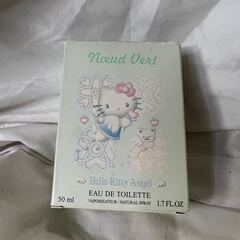 Nœud Vert
Hello Kitty Angel
EAU DE TOILETTE
50 ml
VAPORISATEUR / NATURAL SPRAY
1.7 FL.OZ